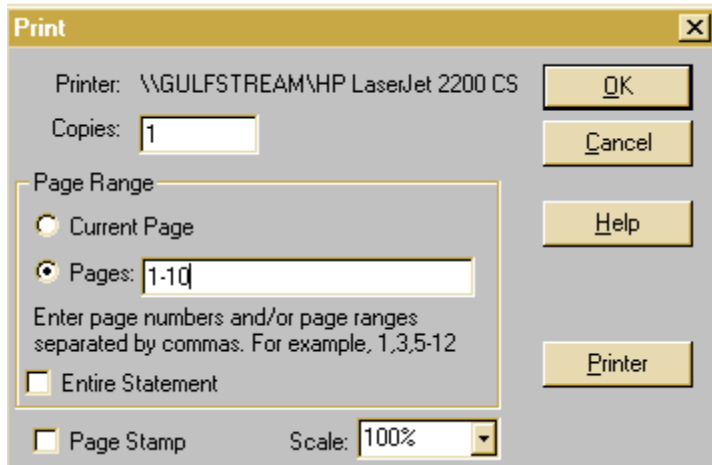 Print
Printer: \\GULFSTREAM\HP LaserJet 2200 CS
OK
Copies: 1
Cancel
Page Range
Current Page
Help
Pages: 1-10
Enter page numbers and/or page ranges
separated by commas. For example, 1,3,5-12
Printer
Entire Statement
Page Stamp Scale: 100%